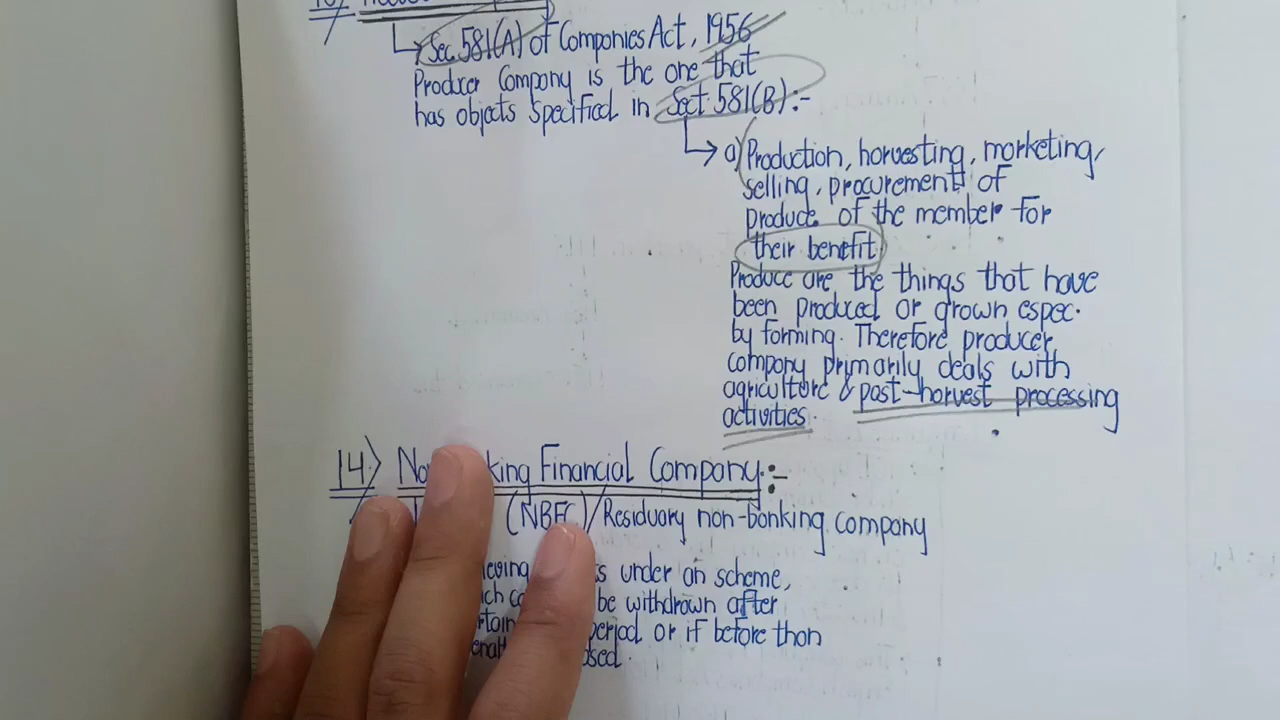 Sec. 581(A) of Companies Act, 1956
Producer Company is the one that
has objects specified in Sect. 581(B):-
a) Production, harvesting, marketing,
selling, procurement of
produce of the member for
their benefit
Produce are the things that have
been produced or grown espec.
by farming. Therefore producer
company primarily deals with
agriculture & post-harvest processing
activities.
14) Financial Company:-
(NBFC)/Residuary non-banking company
under an scheme,
be withdrawn after
period or if before than